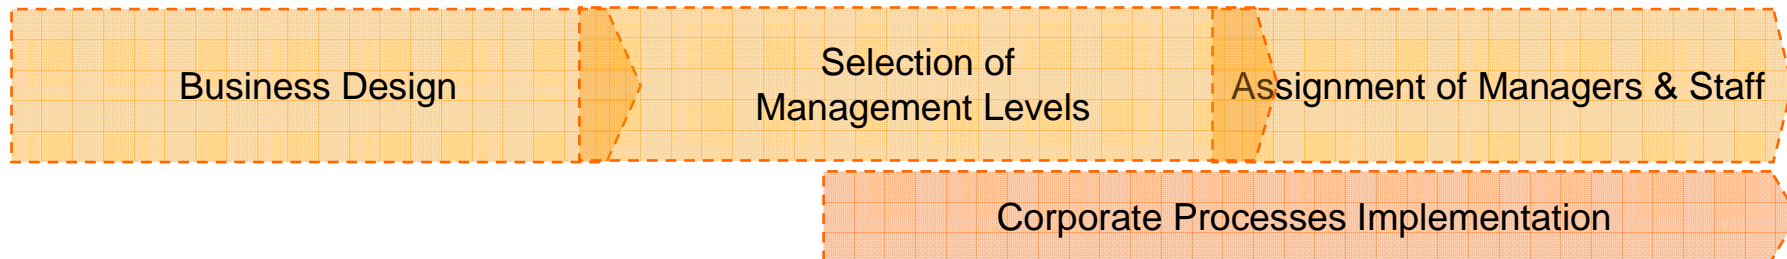 Business Design
Selection of
Management Levels
Assignment of Managers & Staff
Corporate Processes Implementation